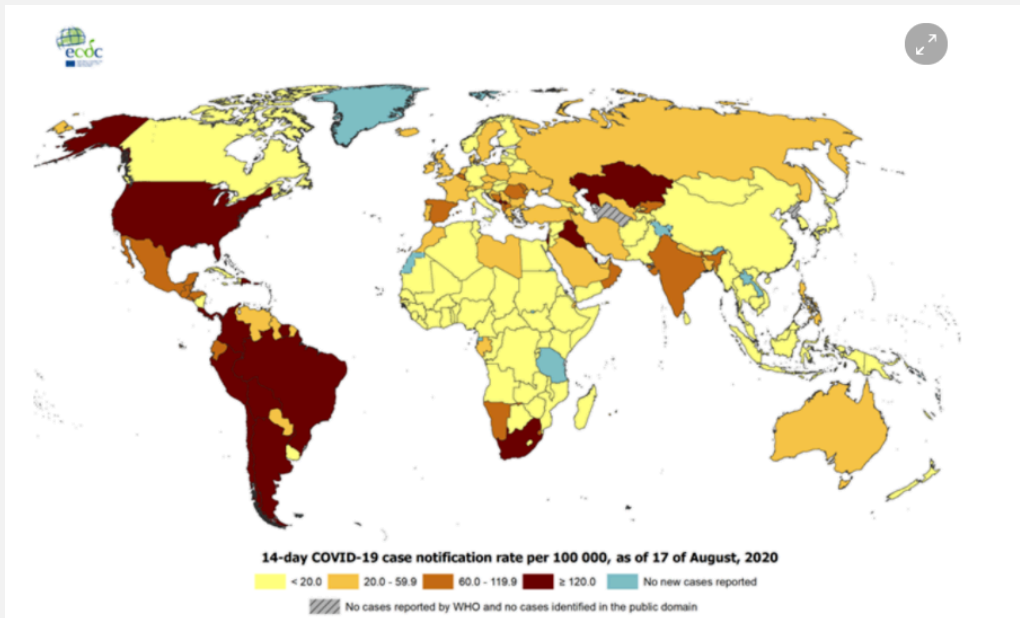 ecdc
14-day COVID-19 case notification rate per 100 000, as of 17 of August, 2020
< 20.0 20.0 - 59.9 60.0 - 119.9 ≥ 120.0 No new cases reported
No cases reported by WHO and no cases identified in the public domain